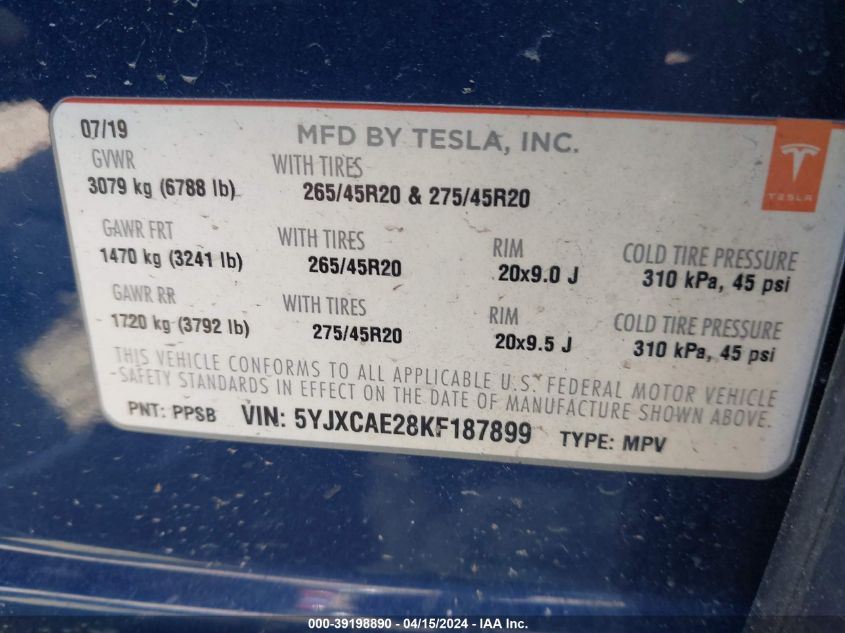 07/19 MFD BY TESLA, INC.
GVWR WITH TIRES
3079 kg (6788 lb) 265/45R20 & 275/45R20
TESLA
GAWR FRT WITH TIRES RIM COLD TIRE PRESSURE
1470 kg (3241 lb) 265/45R20 20x9.0 J 310 kPa, 45 psi
GAWR RR WITH TIRES RIM COLD TIRE PRESSURE
1720 kg (3792 lb) 275/45R20 20x9.5 J 310 kPa, 45 psi
THIS VEHICLE CONFORMS TO ALL APPLICABLE U.S. FEDERAL MOTOR VEHICLE
SAFETY STANDARDS IN EFFECT ON THE DATE OF MANUFACTURE SHOWN ABOVE.
PNT: PPSB VIN: 5YJXCAE28KF187899 TYPE: MPV
000-39198890 - 04/15/2024 - IAA Inc.